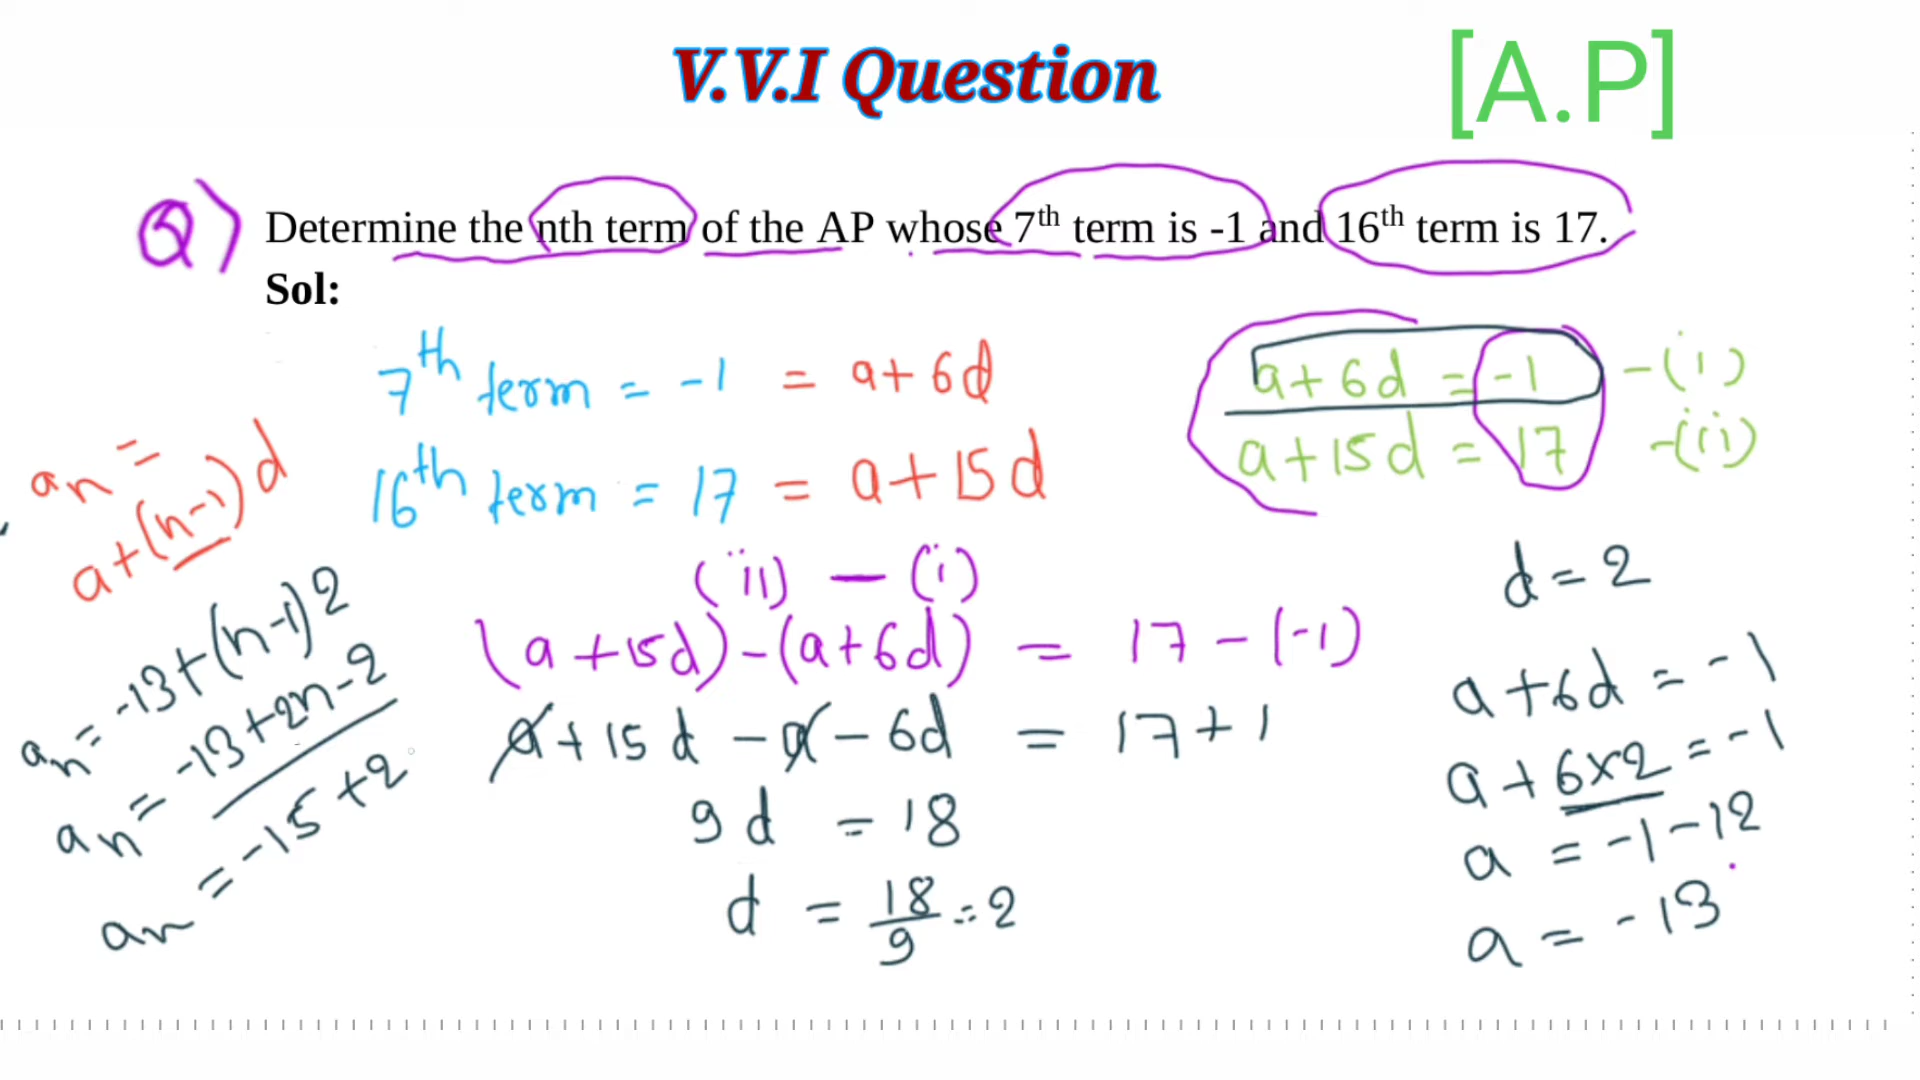 V.V.I Question
[A.P]
Q) Determine the nth term of the AP whose 7th term is -1 and 16th term is 17.
Sol:
7th term = -1 = a+6d
16th term = 17 = a+15d
a+6d = -1 -(i)
a+15d = 17 -(ii)
an =
a+(n-1)d
(ii) - (i)
(a+15d)-(a+6d) = 17-(-1)
a+15d-a-6d = 17+1
9d = 18
d = 18/9 = 2
d = 2
a+6d = -1
a+6×2 = -1
a = -1-12
a = -13
an = -13+(n-1)2
an = -13+2n-2
an = -15+2